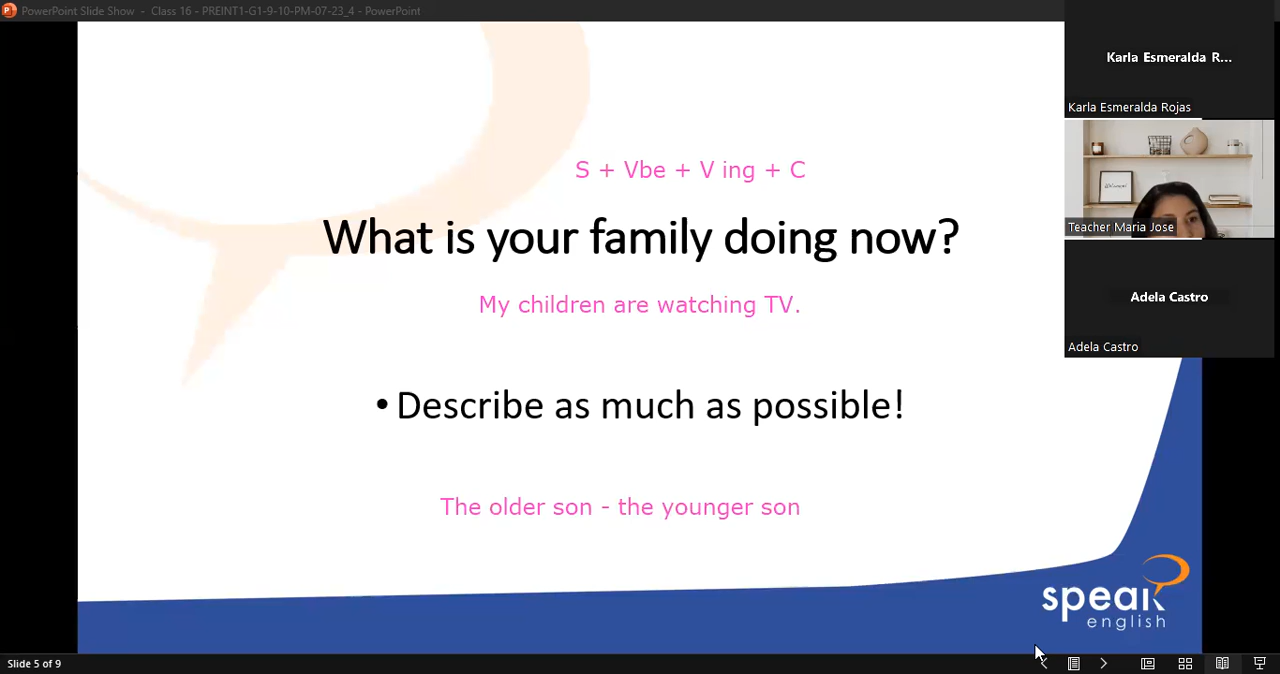 PowerPoint Slide Show - Class 16 - PREINT1-G1-9-10-PM-07-23_4 - PowerPoint
Karla Esmeralda R...
Karla Esmeralda Rojas
Teacher Maria Jose
Adela Castro
Adela Castro
S + Vbe + V ing + C
What is your family doing now?
My children are watching TV.
• Describe as much as possible!
The older son - the younger son
speak
english
Slide 5 of 9